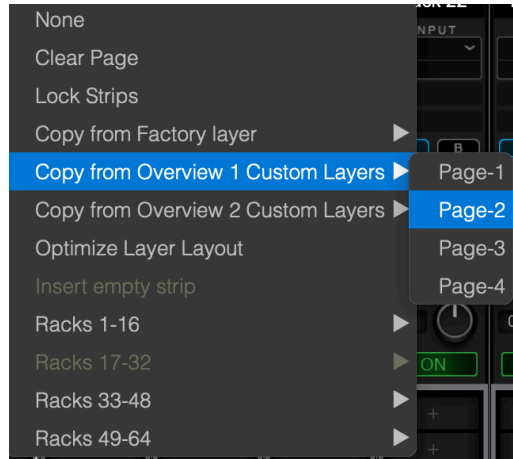 None
Clear Page
Lock Strips
Copy from Factory layer
Copy from Overview 1 Custom Layers
Copy from Overview 2 Custom Layers
Optimize Layer Layout
Insert empty strip
Racks 1-16
Racks 17-32
Racks 33-48
Racks 49-64
Page-1
Page-2
Page-3
Page-4
22
NPUT
B
ON